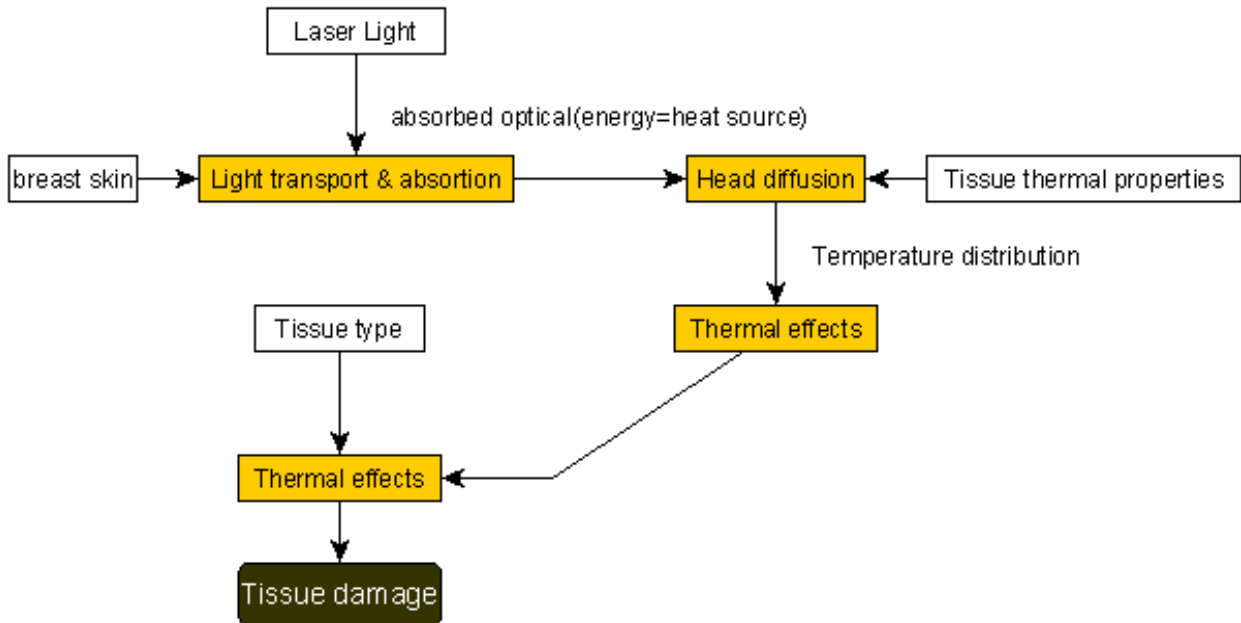 Laser Light
absorbed optical(energy=heat source)
breast skin
Light transport & absortion
Head diffusion
Tissue thermal properties
Temperature distribution
Tissue type
Thermal effects
Thermal effects
Tissue damage